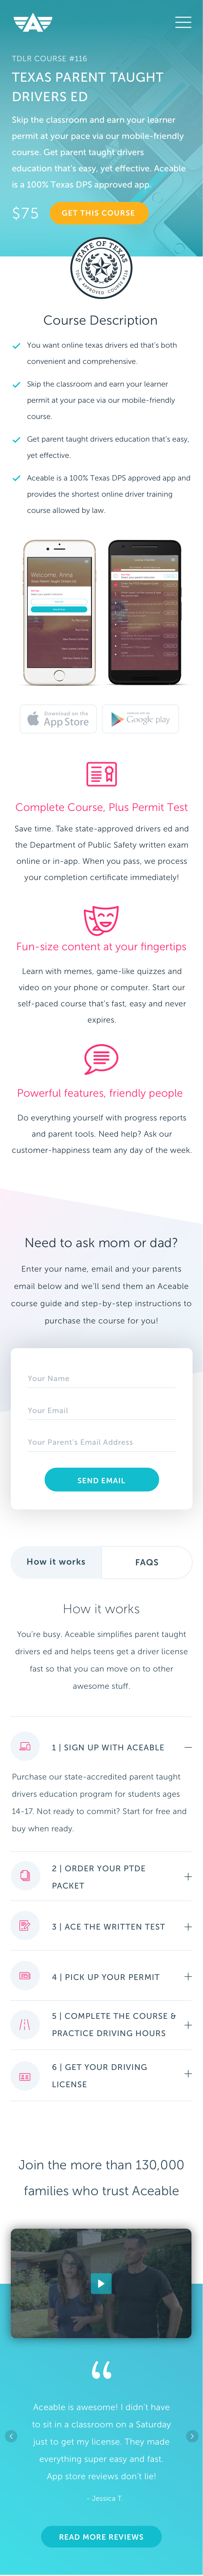 TDLR COURSE #116
TEXAS PARENT TAUGHT
DRIVERS ED
Skip the classroom and earn your learner
permit at your pace via our mobile-friendly
course. Get parent taught drivers
education that's easy, yet effective. Aceable
is a 100% Texas DPS approved app.
$75
GET THIS COURSE
STATE OF TEXAS
Course Description
You want online texas drivers ed that's both
convenient and comprehensive.
Skip the classroom and earn your learner
permit at your pace via our mobile-friendly
course.
Get parent taught drivers education that's easy,
yet effective.
Aceable is a 100% Texas DPS approved app and
provides the shortest online driver training
course allowed by law.
Welcome, Anna
Download on the
App Store
Google play
Complete Course, Plus Permit Test
Save time. Take state-approved drivers ed and
the Department of Public Safety written exam
online or in-app. When you pass, we process
your completion certificate immediately!
Fun-size content at your fingertips
Learn with memes, game-like quizzes and
video on your phone or computer. Start our
self-paced course that's fast, easy and never
expires.
Powerful features, friendly people
Do everything yourself with progress reports
and parent tools. Need help? Ask our
customer-happiness team any day of the week.
Need to ask mom or dad?
Enter your name, email and your parents
email below and we'll send them an Aceable
course guide and step-by-step instructions to
purchase the course for you!
Your Name
Your Email
Your Parent's Email Address
SEND EMAIL
How it works
FAQS
How it works
You're busy. Aceable simplifies parent taught
drivers ed and helps teens get a driver license
fast so that you can move on to other
awesome stuff.
1 | SIGN UP WITH ACEABLE
Purchase our state-accredited parent taught
drivers education program for students ages
14-17. Not ready to commit? Start for free and
buy when ready.
2 | ORDER YOUR PTDE
PACKET
3 | ACE THE WRITTEN TEST
4 | PICK UP YOUR PERMIT
5 | COMPLETE THE COURSE &
PRACTICE DRIVING HOURS
6 | GET YOUR DRIVING
LICENSE
Join the more than 130,000
families who trust Aceable
Aceable is awesome! I didn't have
to sit in a classroom on a Saturday
just to get my license. They made
everything super easy and fast.
App store reviews don't lie!
- Jessica T.
READ MORE REVIEWS